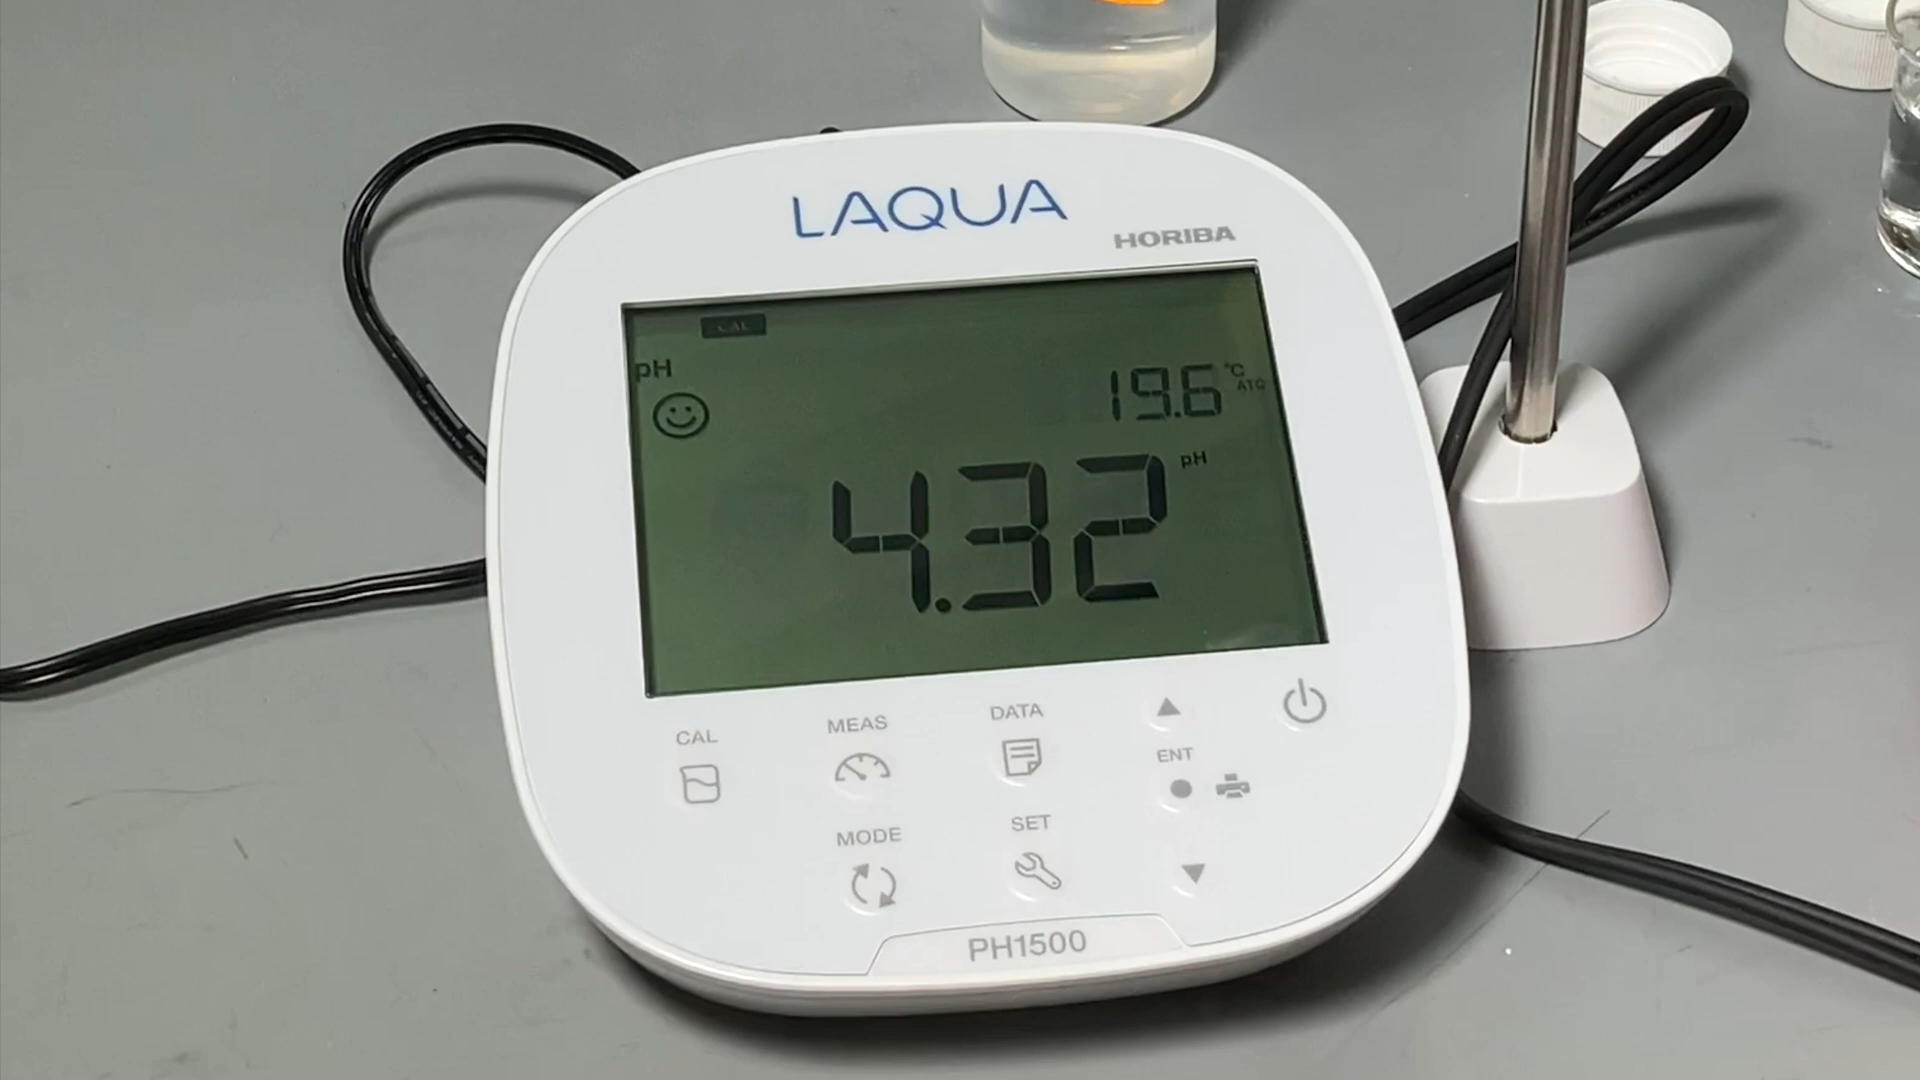 LAQUA
HORIBA
CAL
pH
19.6 °C
ATC
4.32 pH
CAL
MEAS
DATA
ENT
MODE
SET
PH1500